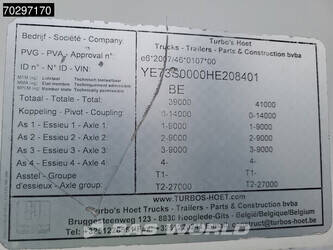 70297170
Turbo's Hoet
Bedrijf - Société - Company Trucks - Trailers - Parts & Construction bvba
PVG - PVA - Approval n° e6*2007/46*0107*00
ID n° - N° ID - VIN YE73S0000HE208401
BE
Totaal - Totale - Total 39000 41000
Koppeling - Pivot - Coupling 0-14000 0-14000
As 1 - Essieu 1 - Axle 1 1-9000 1-9000
As 2 - Essieu 2 - Axle 2 2-9000 2-9000
As 3 - Essieu 3 - Axle 3 3-9000 3-9000
As 4 - Essieu 4 - Axle 4 4- 4-
Asstel - Groupe T1- T1-
d'essieux - Axle group: T2-27000 T2-27000
WWW.TURBOS-HOET.COM
Turbo's Hoet Trucks - Trailers - Parts & Construction bvba
Bruggesteenweg 123 - 8830 Hooglede-Gits - België/Belgique/Belgium